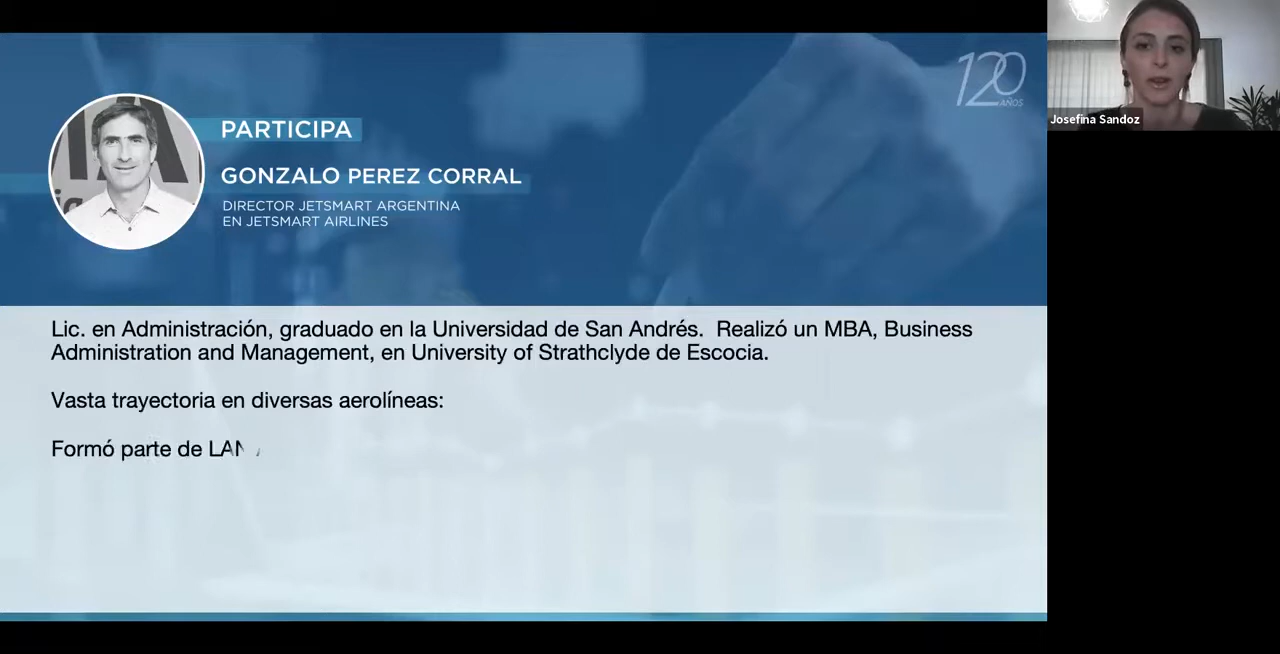 120
AÑOS
PARTICIPA
GONZALO PEREZ CORRAL
DIRECTOR JETSMART ARGENTINA
EN JETSMART AIRLINES
Lic. en Administración, graduado en la Universidad de San Andrés. Realizó un MBA, Business
Administration and Management, en University of Strathclyde de Escocia.
Vasta trayectoria en diversas aerolíneas:
Formó parte de LAN
Josefina Sandoz